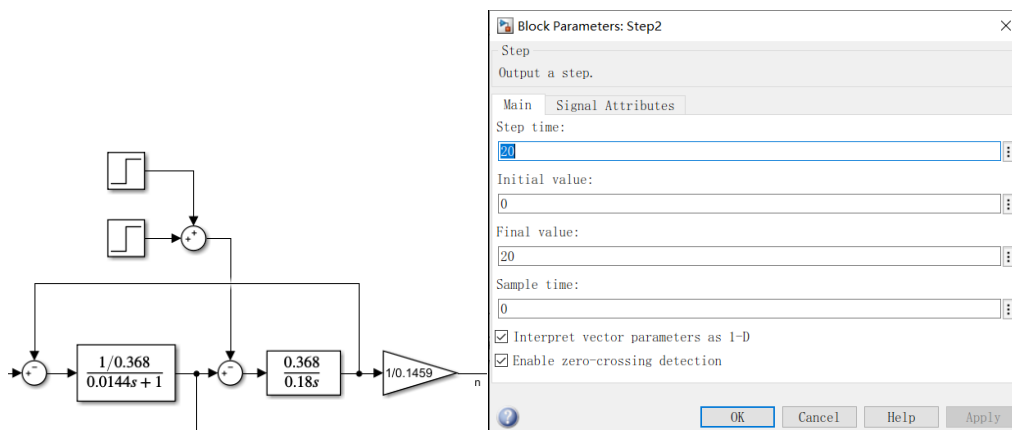 1/0.368
0.0144s + 1
0.368
0.18s
1/0.1459
n
Block Parameters: Step2
Step
Output a step.
Main
Signal Attributes
Step time:
20
Initial value:
0
Final value:
20
Sample time:
0
Interpret vector parameters as 1-D
Enable zero-crossing detection
OK
Cancel
Help
Apply